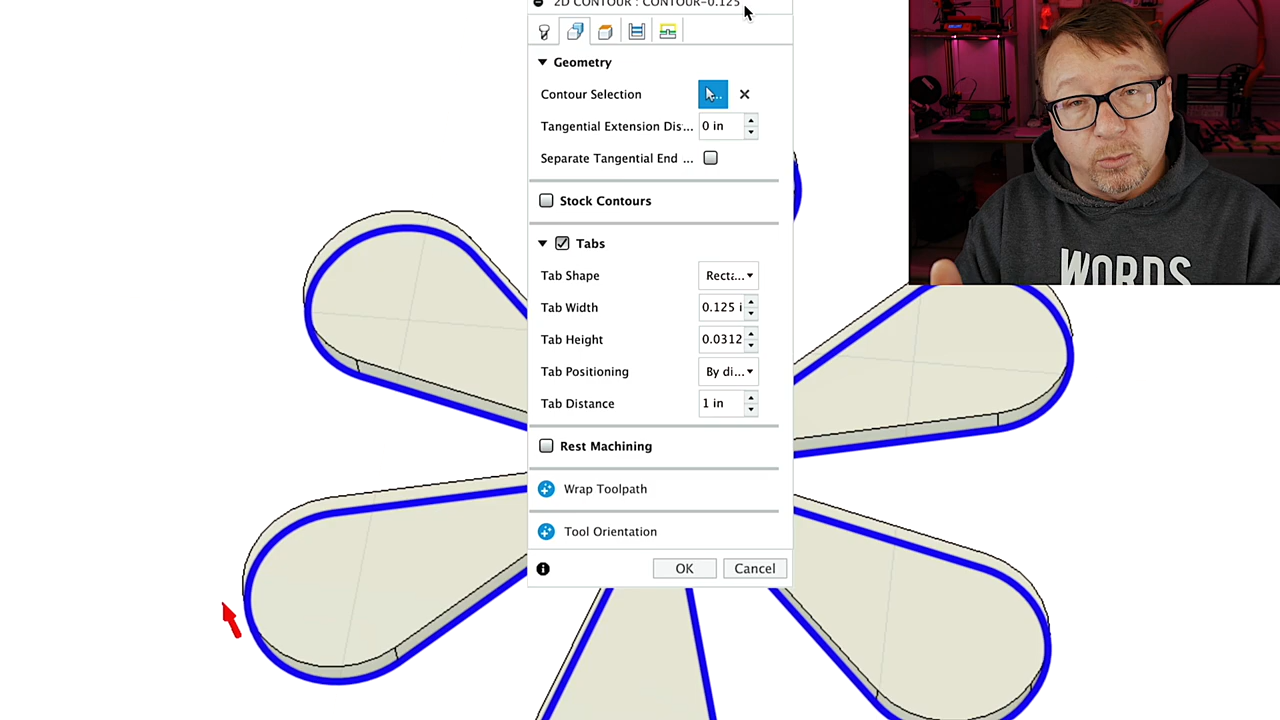 2D CONTOUR : CONTOUR-0.125
Geometry
Contour Selection
Tangential Extension Dis... 0 in
Separate Tangential End ...
Stock Contours
Tabs
Tab Shape Recta...
Tab Width 0.125 i
Tab Height 0.0312
Tab Positioning By di...
Tab Distance 1 in
Rest Machining
Wrap Toolpath
Tool Orientation
OK Cancel
WORDS